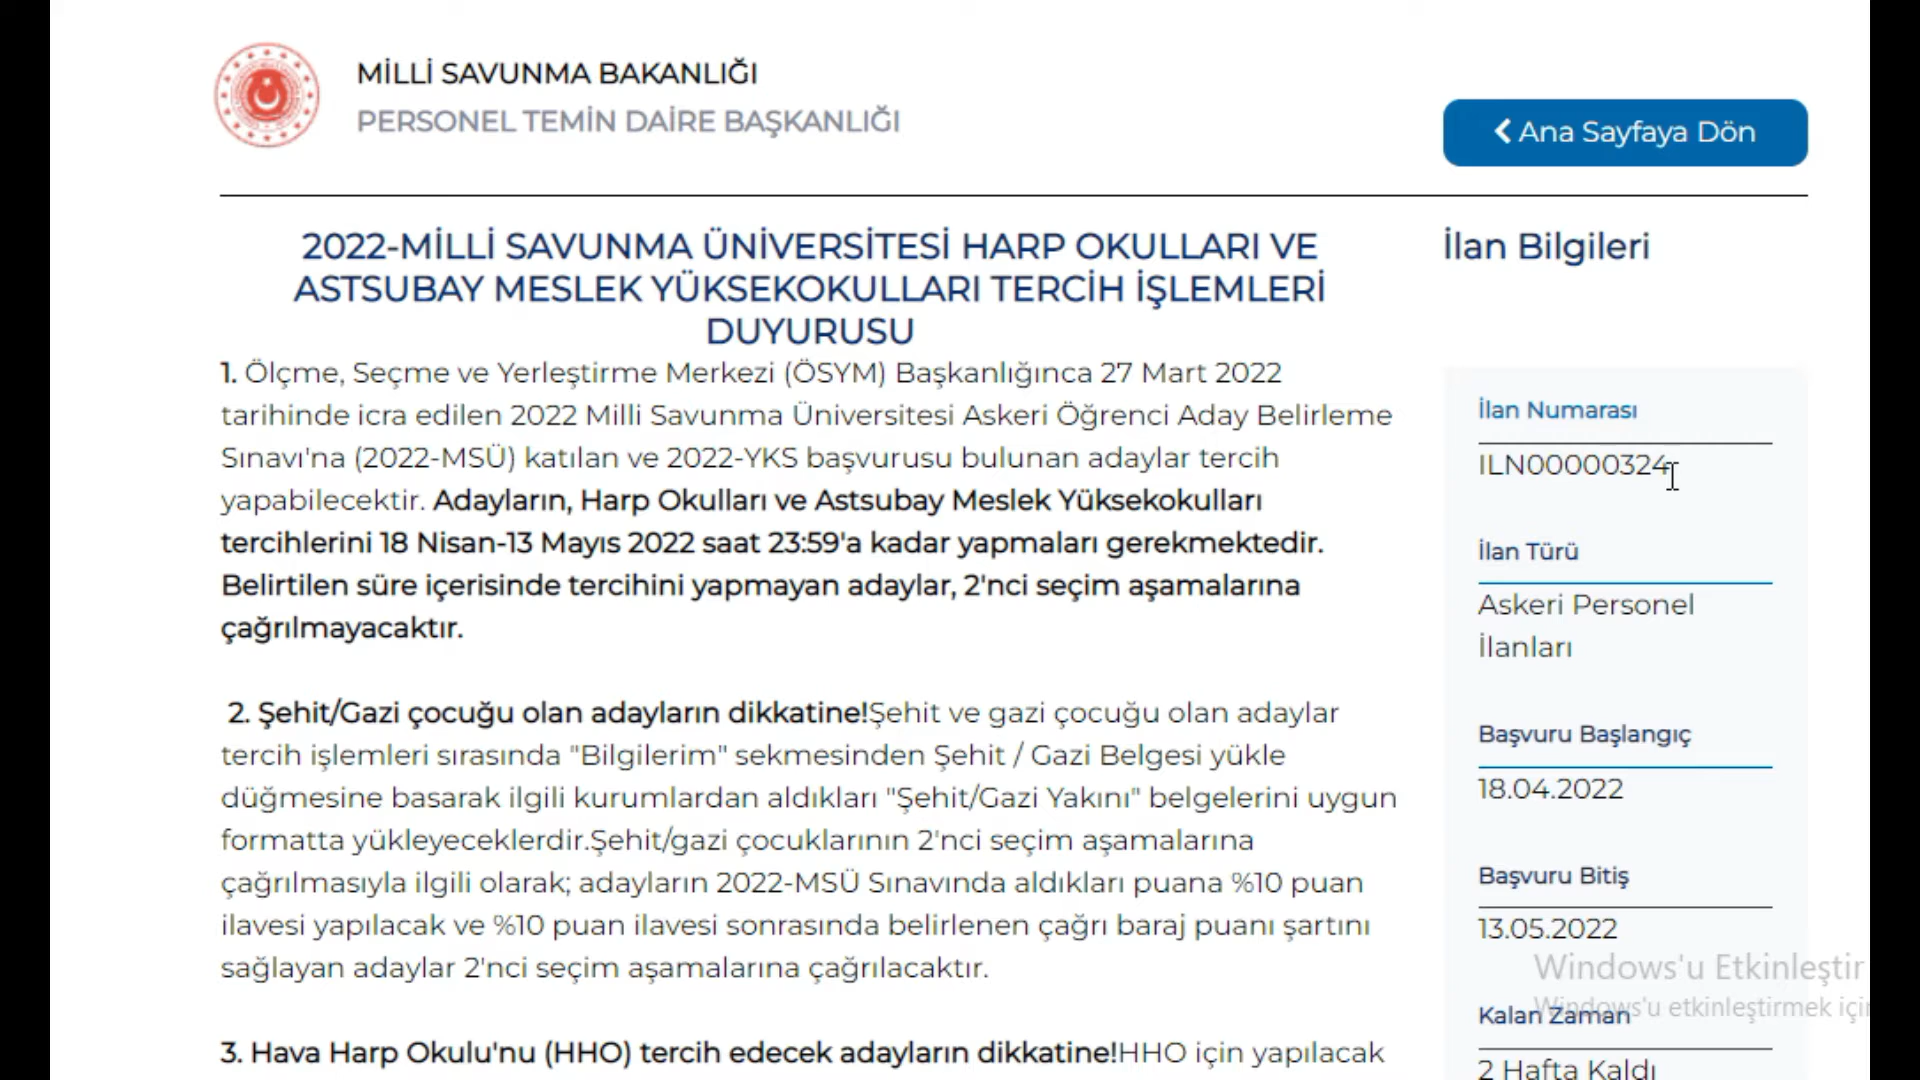 MİLLİ SAVUNMA BAKANLIĞI
PERSONEL TEMİN DAİRE BAŞKANLIĞI
Ana Sayfaya Dön
2022-MİLLİ SAVUNMA ÜNİVERSİTESİ HARP OKULLARI VE
ASTSUBAY MESLEK YÜKSEKOKULLARI TERCİH İŞLEMLERİ
DUYURUSU
1. Ölçme, Seçme ve Yerleştirme Merkezi (ÖSYM) Başkanlığınca 27 Mart 2022
tarihinde icra edilen 2022 Milli Savunma Üniversitesi Askeri Öğrenci Aday Belirleme
Sınavı'na (2022-MSÜ) katılan ve 2022-YKS başvurusu bulunan adaylar tercih
yapabilecektir. Adayların, Harp Okulları ve Astsubay Meslek Yüksekokulları
tercihlerini 18 Nisan-13 Mayıs 2022 saat 23:59'a kadar yapmaları gerekmektedir.
Belirtilen süre içerisinde tercihini yapmayan adaylar, 2'nci seçim aşamalarına
çağrılmayacaktır.
2. Şehit/Gazi çocuğu olan adayların dikkatine!Şehit ve gazi çocuğu olan adaylar
tercih işlemleri sırasında "Bilgilerim" sekmesinden Şehit / Gazi Belgesi yükle
düğmesine basarak ilgili kurumlardan aldıkları "Şehit/Gazi Yakını" belgelerini uygun
formatta yükleyeceklerdir.Şehit/gazi çocuklarının 2'nci seçim aşamalarına
çağrılmasıyla ilgili olarak; adayların 2022-MSÜ Sınavında aldıkları puana %10 puan
ilavesi yapılacak ve %10 puan ilavesi sonrasında belirlenen çağrı baraj puanı şartını
sağlayan adaylar 2'nci seçim aşamalarına çağrılacaktır.
3. Hava Harp Okulu'nu (HHO) tercih edecek adayların dikkatine!HHO için yapılacak
İlan Bilgileri
İlan Numarası
ILN00000324
İlan Türü
Askeri Personel
İlanları
Başvuru Başlangıç
18.04.2022
Başvuru Bitiş
13.05.2022
Kalan Zaman
2 Hafta Kaldı
Windows'u Etkinleştir
Windows'u etkinleştirmek için